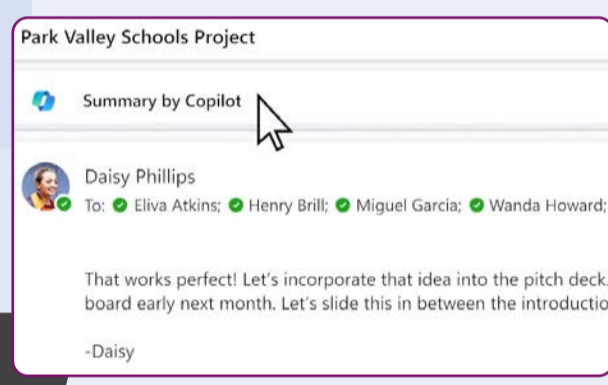 Park Valley Schools Project
Summary by Copilot
Daisy Phillips
To: Eliva Atkins; Henry Brill; Miguel Garcia; Wanda Howard;
That works perfect! Let's incorporate that idea into the pitch deck.
board early next month. Let's slide this in between the introductio
-Daisy